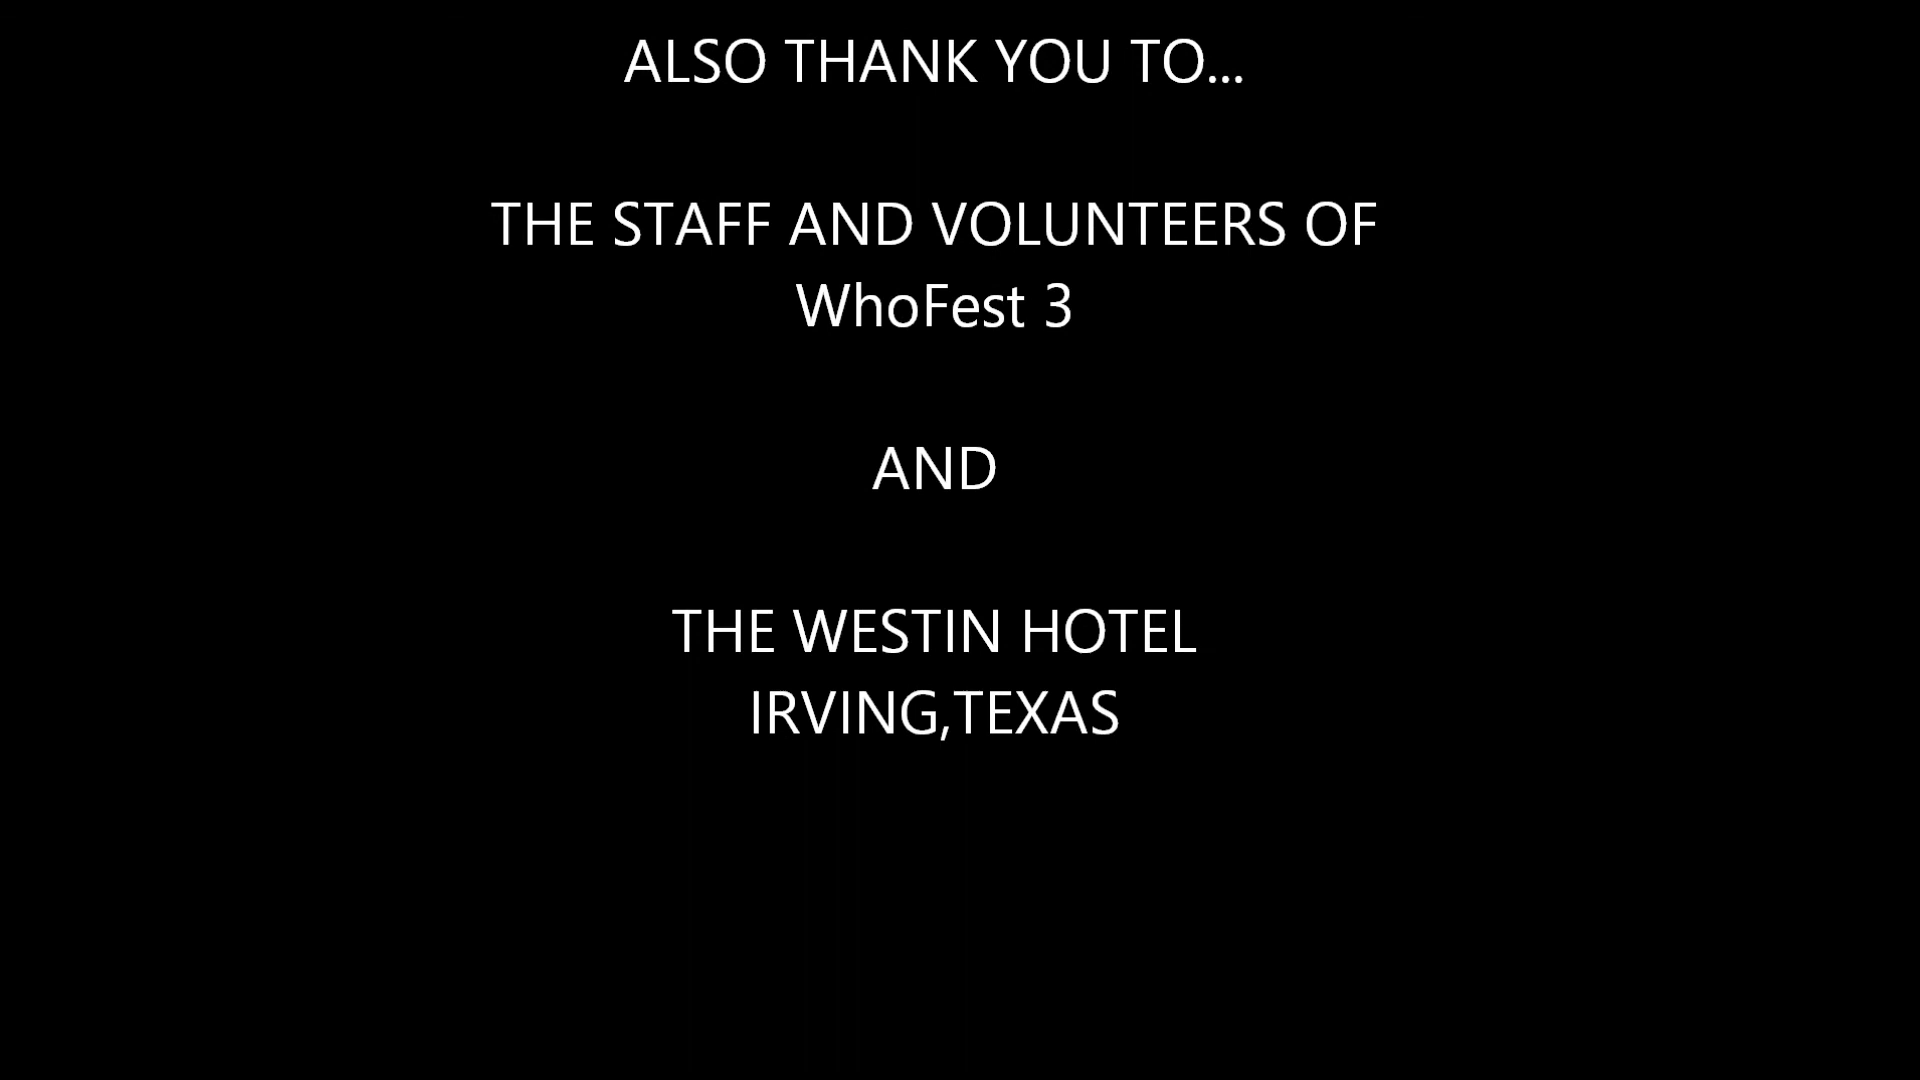 ALSO THANK YOU TO...
THE STAFF AND VOLUNTEERS OF
WhoFest 3
AND
THE WESTIN HOTEL
IRVING,TEXAS